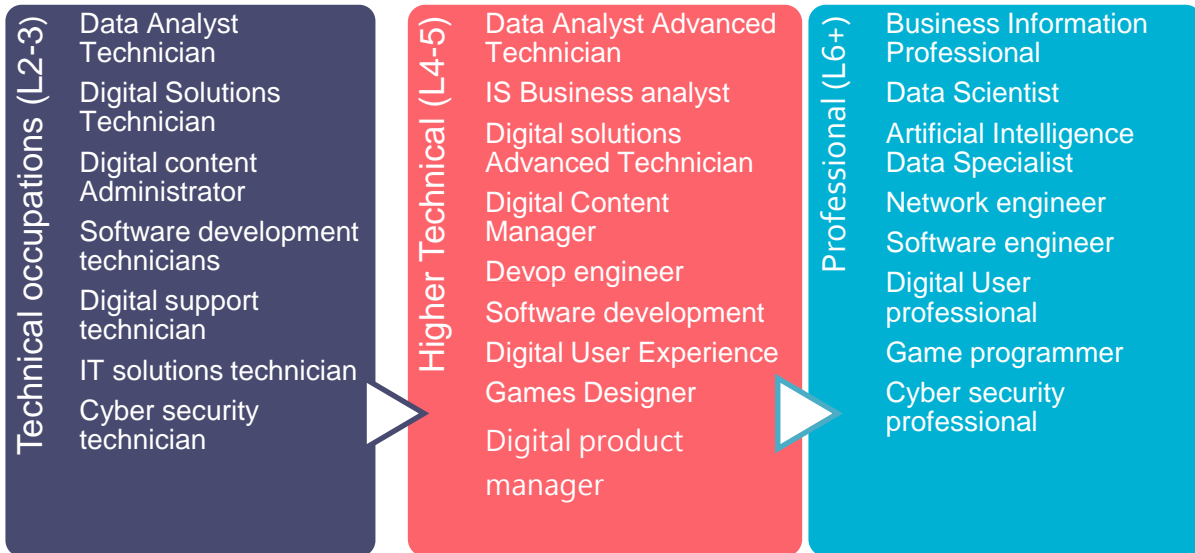 Technical occupations (L2-3)
Data Analyst
Technician
Digital Solutions
Technician
Digital content
Administrator
Software development
technicians
Digital support
technician
IT solutions technician
Cyber security
technician
Higher Technical (L4-5)
Data Analyst Advanced
Technician
IS Business analyst
Digital solutions
Advanced Technician
Digital Content
Manager
Devop engineer
Software development
Digital User Experience
Games Designer
Digital product
manager
Professional (L6+)
Business Information
Professional
Data Scientist
Artificial Intelligence
Data Specialist
Network engineer
Software engineer
Digital User
professional
Game programmer
Cyber security
professional